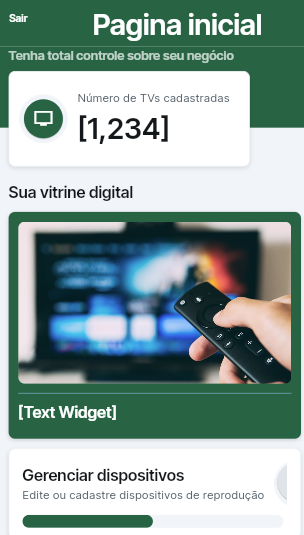 Sair
Pagina inicial
Tenha total controle sobre seu negócio
Número de TVs cadastradas
[1,234]
Sua vitrine digital
[Text Widget]
Gerenciar dispositivos
Edite ou cadastre dispositivos de reprodução